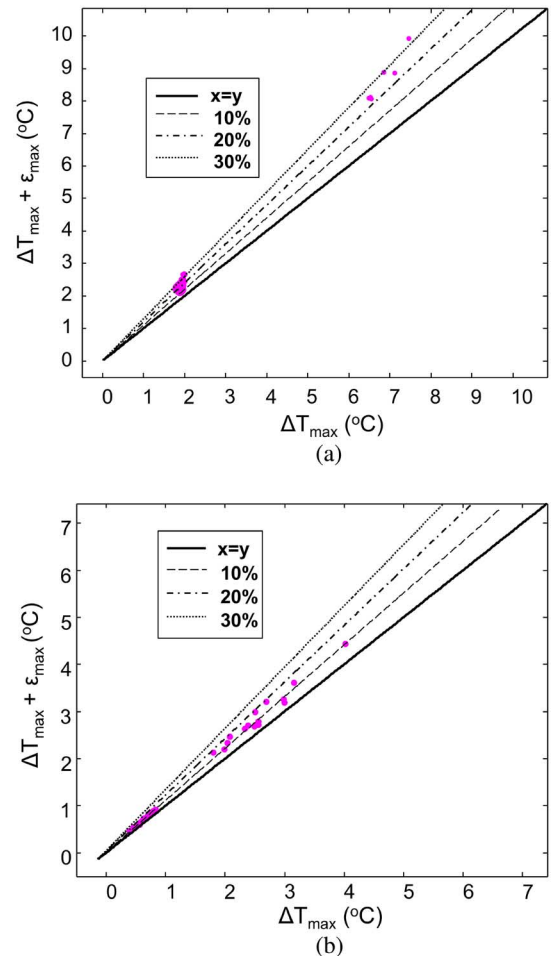 10
9
8
7
6
5
4
3
2
1
0
ΔTmax + εmax (oC)
x=y
10%
20%
30%
0 1 2 3 4 5 6 7 8 9 10
ΔTmax (oC)
(a)
7
6
5
4
3
2
1
0
ΔTmax + εmax (oC)
x=y
10%
20%
30%
0 1 2 3 4 5 6 7
ΔTmax (oC)
(b)